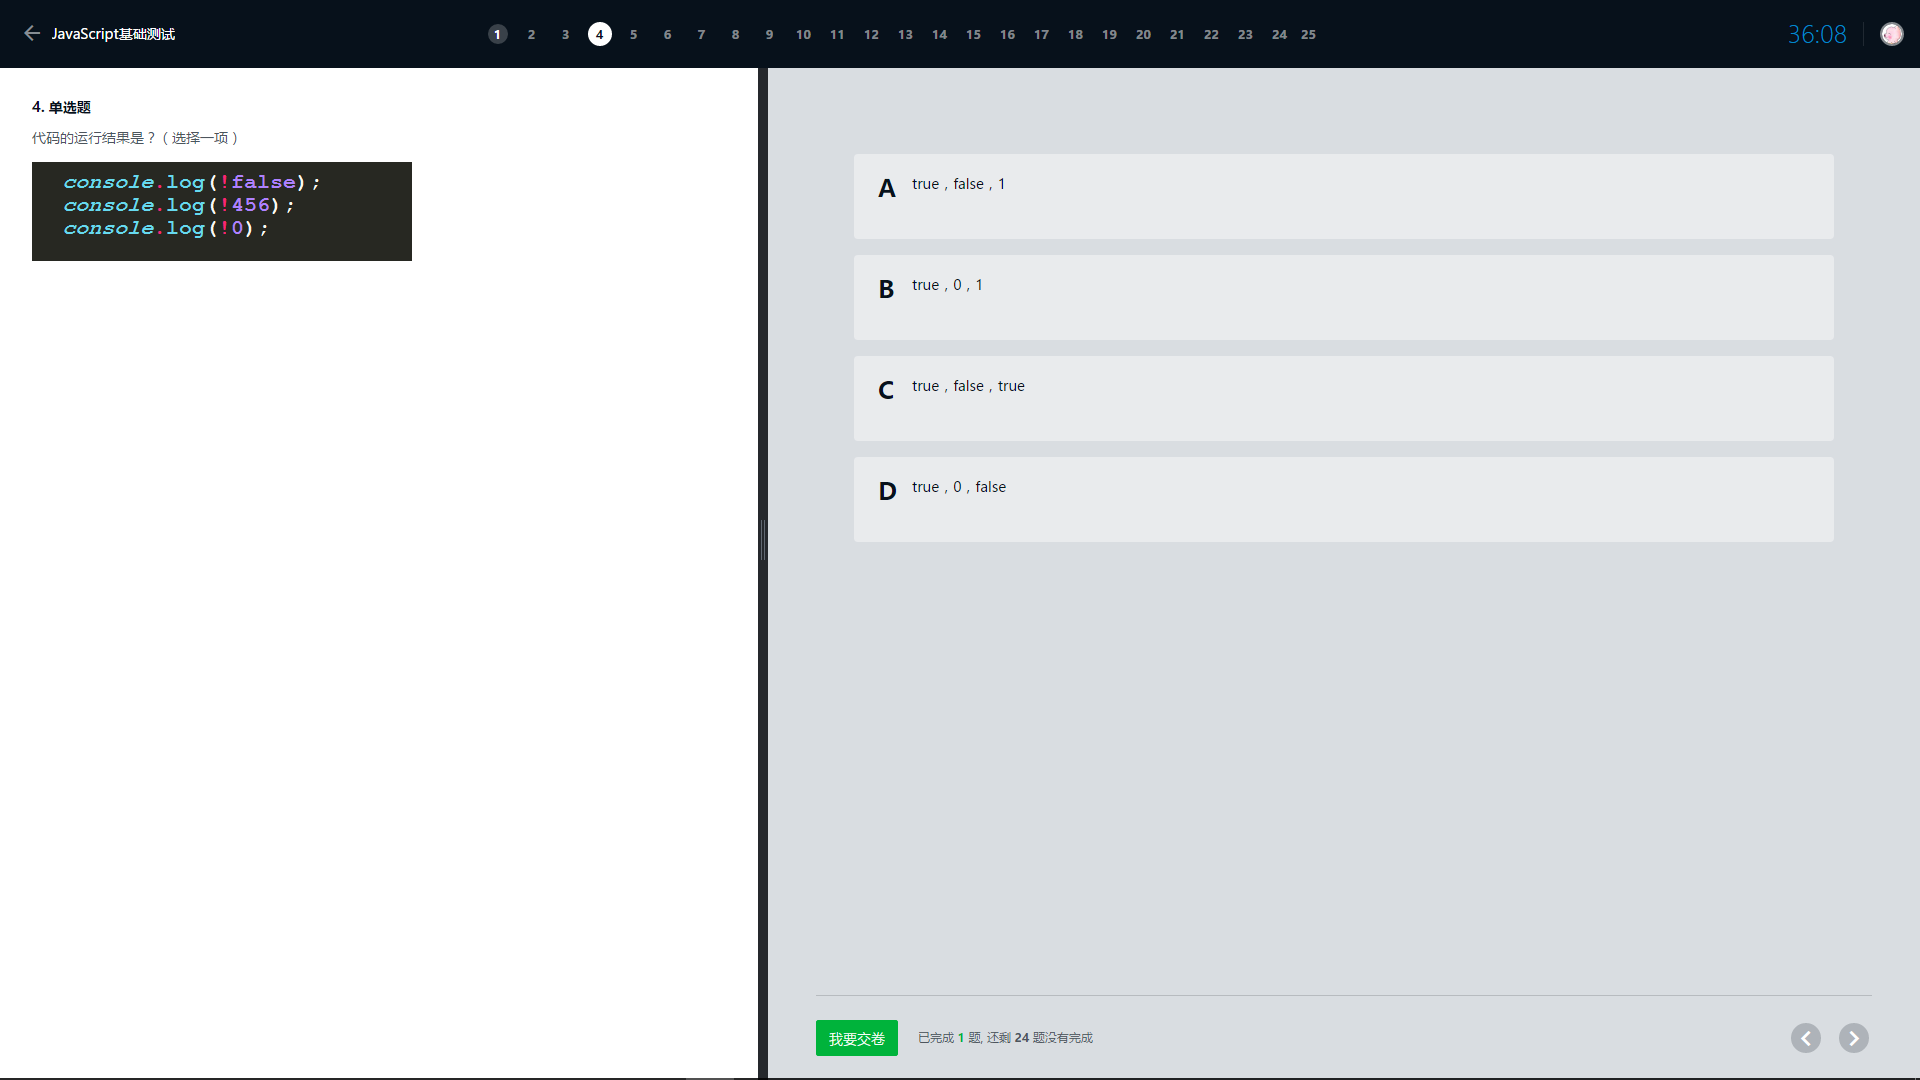 JavaScript基础测试
1 2 3 4 5 6 7 8 9 10 11 12 13 14 15 16 17 18 19 20 21 22 23 24 25
36:08
4. 单选题
代码的运行结果是？（选择一项）
console.log(!false);
console.log(!456);
console.log(!0);
A true，false，1
B true，0，1
C true，false，true
D true，0，false
我要交卷 已完成 1 题, 还剩 24 题没有完成